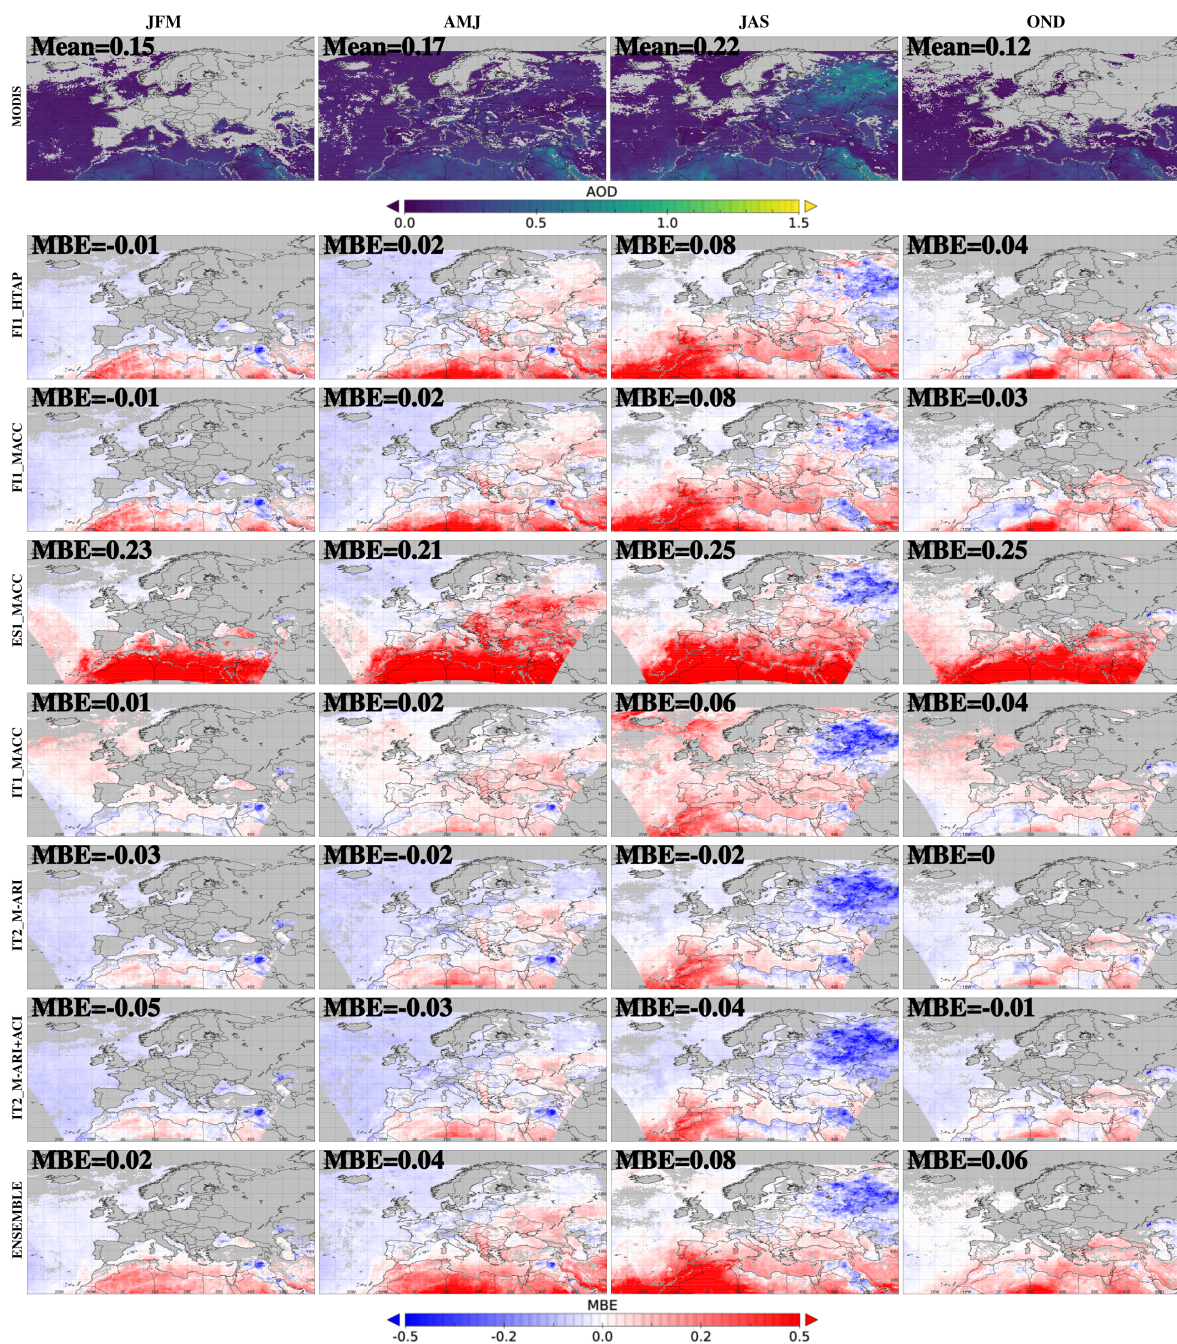 JFM AMJ JAS OND
MODIS
Mean=0.15 Mean=0.17 Mean=0.22 Mean=0.12
AOD
0.0 0.5 1.0 1.5
FI1_HTAP
MBE=-0.01 MBE=0.02 MBE=0.08 MBE=0.04
FI1_MACC
MBE=-0.01 MBE=0.02 MBE=0.08 MBE=0.03
ES1_MACC
MBE=0.23 MBE=0.21 MBE=0.25 MBE=0.25
IT1_MACC
MBE=0.01 MBE=0.02 MBE=0.06 MBE=0.04
IT2_M-ARI
MBE=-0.03 MBE=-0.02 MBE=-0.02 MBE=0
IT2_M-ARI+ACI
MBE=-0.05 MBE=-0.03 MBE=-0.04 MBE=-0.01
ENSEMBLE
MBE=0.02 MBE=0.04 MBE=0.08 MBE=0.06
MBE
-0.5 -0.2 0.0 0.2 0.5